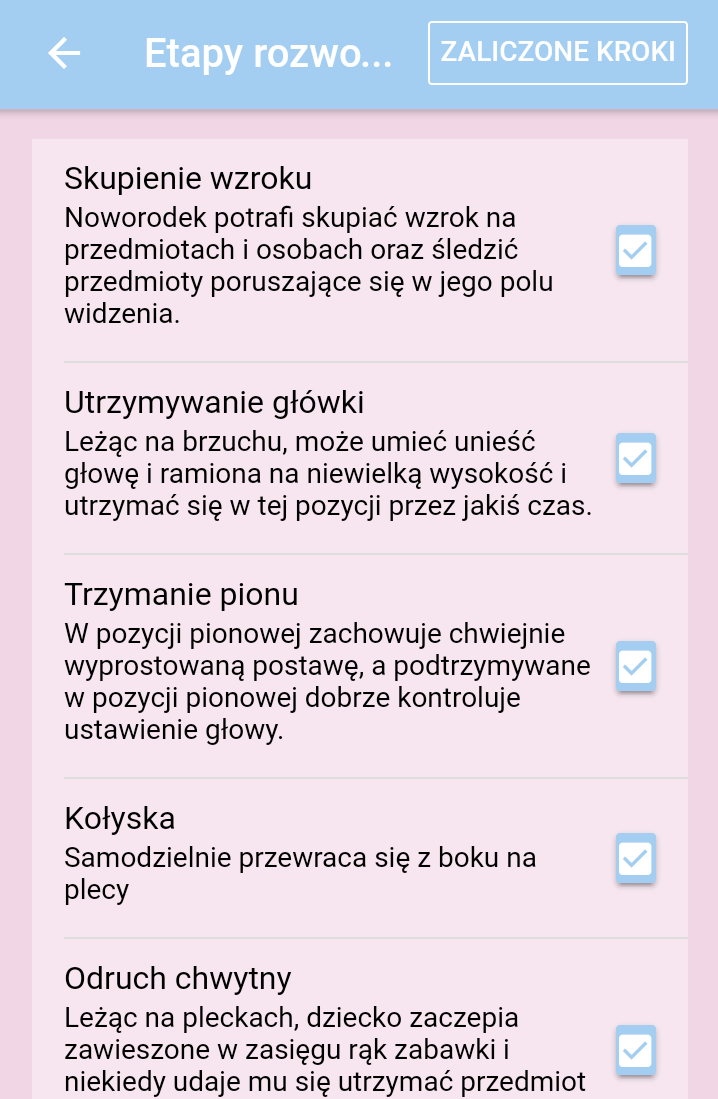 Etapy rozwo...
ZALICZONE KROKI
Skupienie wzroku
Noworodek potrafi skupiać wzrok na
przedmiotach i osobach oraz śledzić
przedmioty poruszające się w jego polu
widzenia.
Utrzymywanie główki
Leżąc na brzuchu, może umieć unieść
głowę i ramiona na niewielką wysokość i
utrzymać się w tej pozycji przez jakiś czas.
Trzymanie pionu
W pozycji pionowej zachowuje chwiejnie
wyprostowaną postawę, a podtrzymywane
w pozycji pionowej dobrze kontroluje
ustawienie głowy.
Kołyska
Samodzielnie przewraca się z boku na
plecy
Odruch chwytny
Leżąc na pleckach, dziecko zaczepia
zawieszone w zasięgu rąk zabawki i
niekiedy udaje mu się utrzymać przedmiot